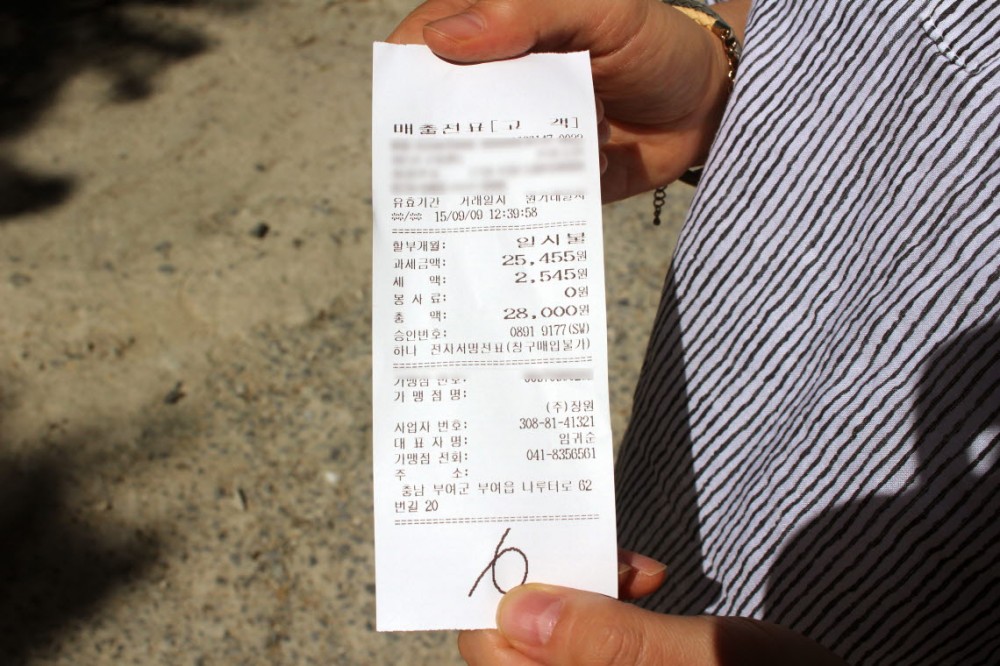 매출전표[고 객]
유효기간 거래일시 원거래일자
**/** 15/09/09 12:39:58
할부개월: 일시불
과세금액: 25,455원
세 액: 2,545원
봉 사 료: 0원
총 액: 28,000원
승인번호: 0891 9177(SW)
하나 전자서명전표(창구매입불가)
가맹점 번호:
가 맹 점 명:
(주)장원
사업자 번호: 308-81-41321
대 표 자 명: 임귀순
가맹점 전화: 041-8356561
주 소:
충남 부여군 부여읍 나루터로 62
번길 20